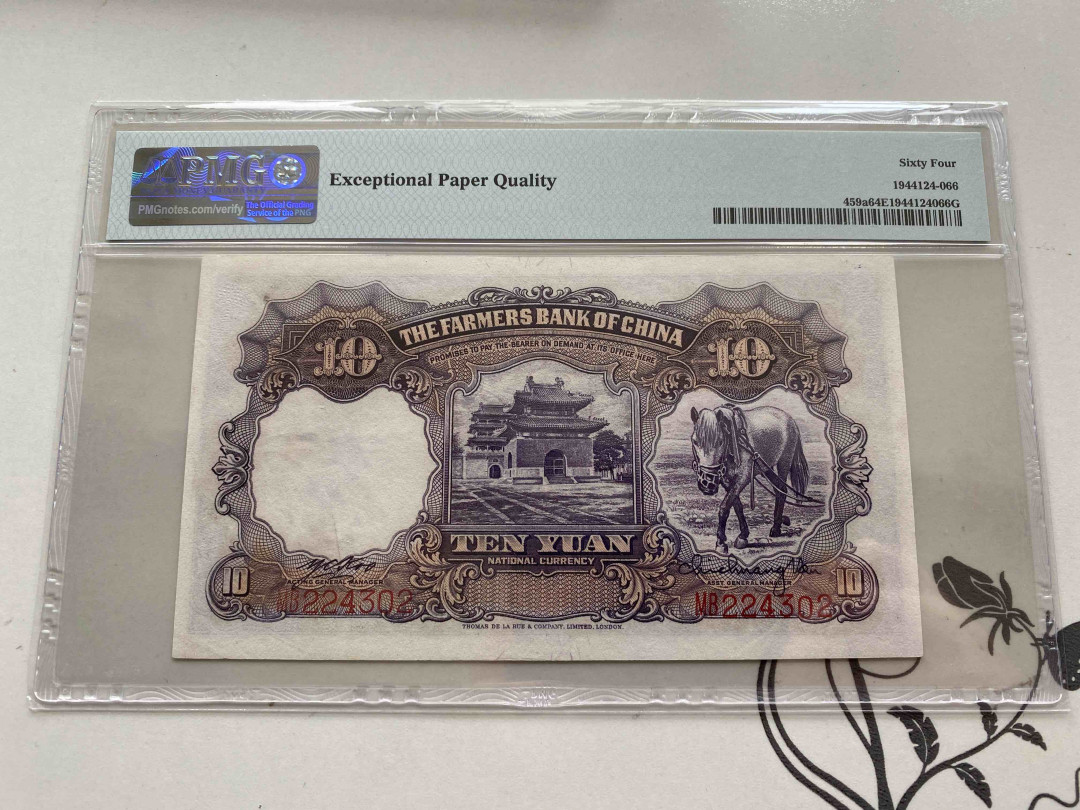 PMG
PMGnotes.com/verify
The Official Grading
Service of the PNG
Exceptional Paper Quality
Sixty Four
1944124-066
459a64E1944124066G
THE FARMERS BANK OF CHINA
PROMISES TO PAY THE BEARER ON DEMAND AT ITS OFFICE HERE
10
10
TEN YUAN
NATIONAL CURRENCY
ACTING GENERAL MANAGER
ASST GENERAL MANAGER
10
10
MB224302
MB224302
THOMAS DE LA RUE & COMPANY, LIMITED, LONDON.